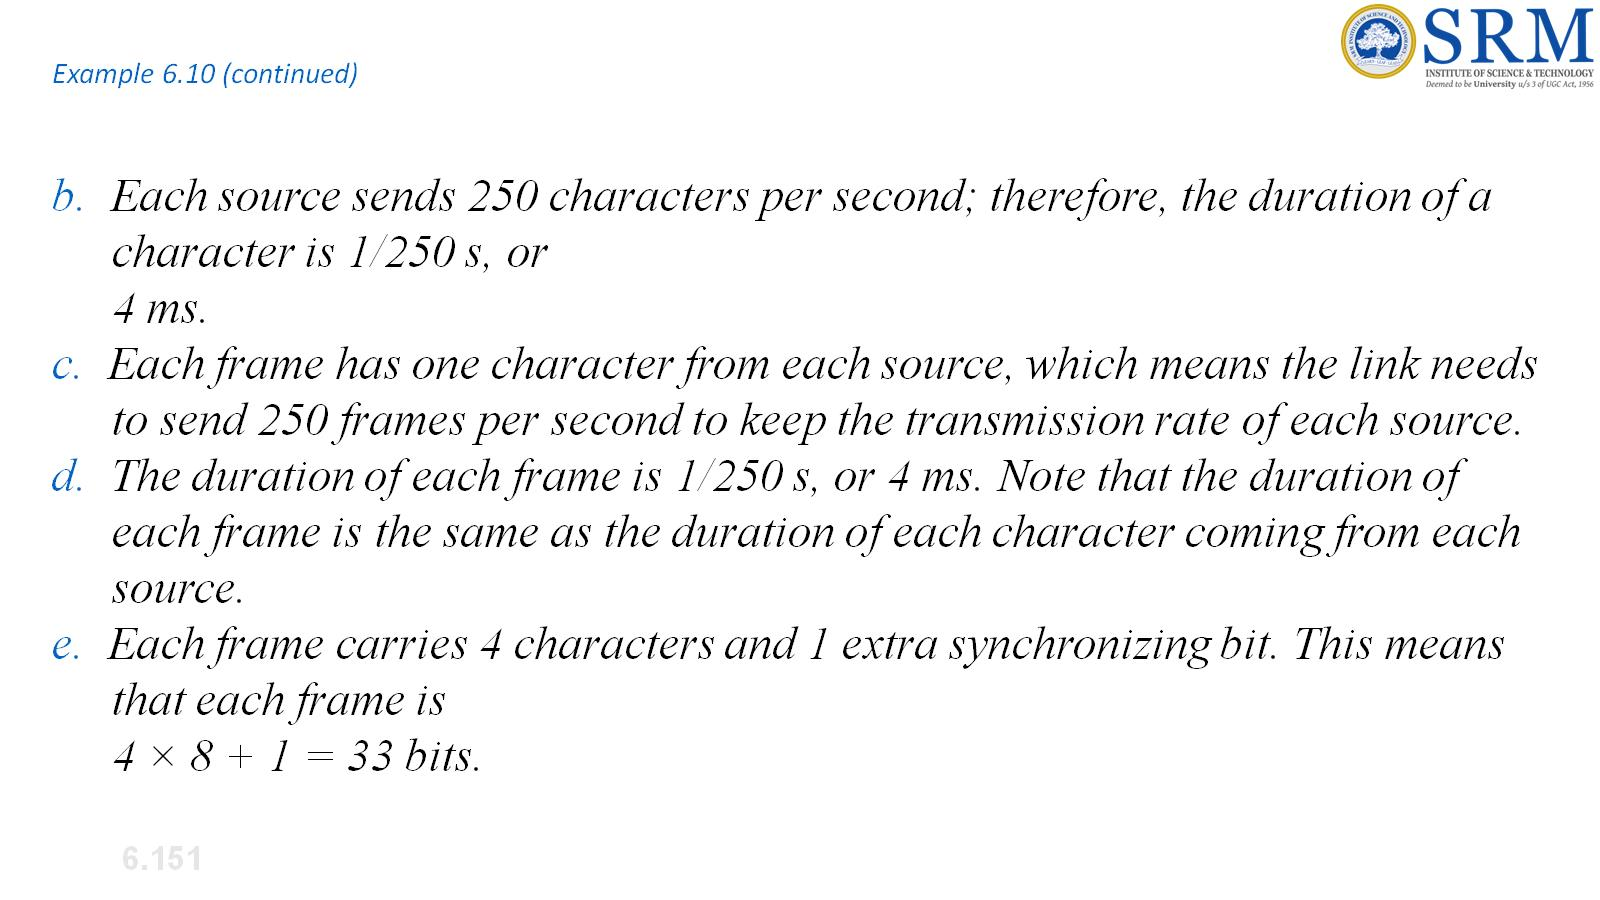 SRM
INSTITUTE OF SCIENCE & TECHNOLOGY
Deemed to be University u/s 3 of UGC Act, 1956
Example 6.10 (continued)
b. Each source sends 250 characters per second; therefore, the duration of a
character is 1/250 s, or
4 ms.
c. Each frame has one character from each source, which means the link needs
to send 250 frames per second to keep the transmission rate of each source.
d. The duration of each frame is 1/250 s, or 4 ms. Note that the duration of
each frame is the same as the duration of each character coming from each
source.
e. Each frame carries 4 characters and 1 extra synchronizing bit. This means
that each frame is
4 × 8 + 1 = 33 bits.
6.151